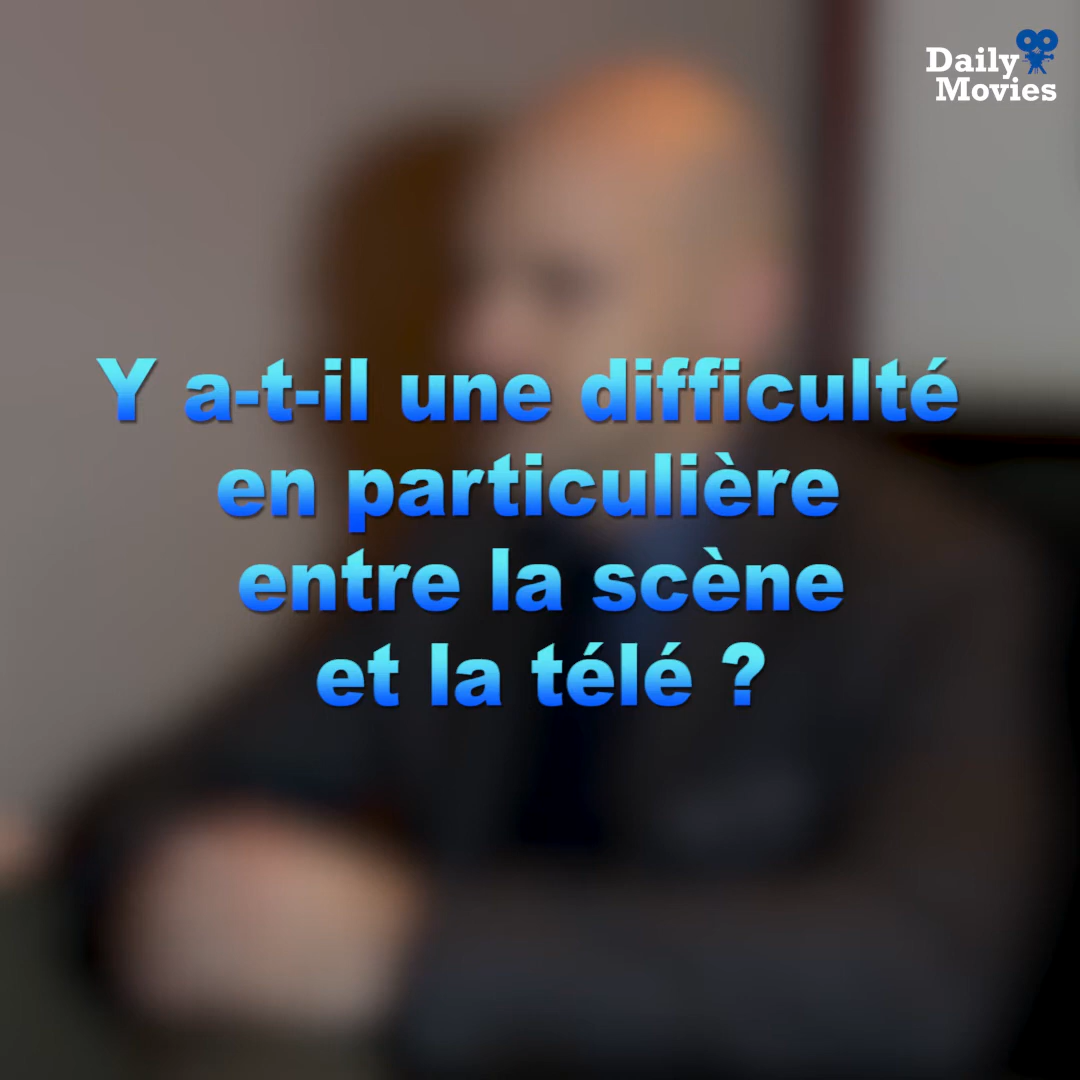 Daily
Movies
Y a-t-il une difficulté
en particulière
entre la scène
et la télé ?